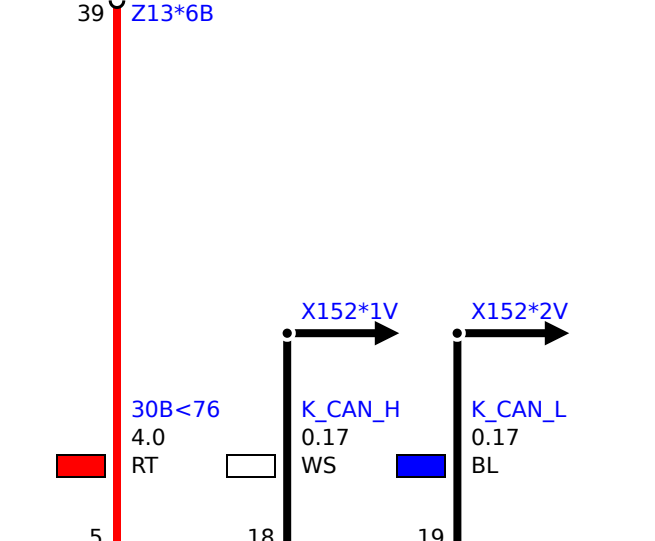 39 Z13*6B
X152*1V X152*2V
30B<76 K_CAN_H K_CAN_L
4.0 0.17 0.17
RT WS BL
5 18 19